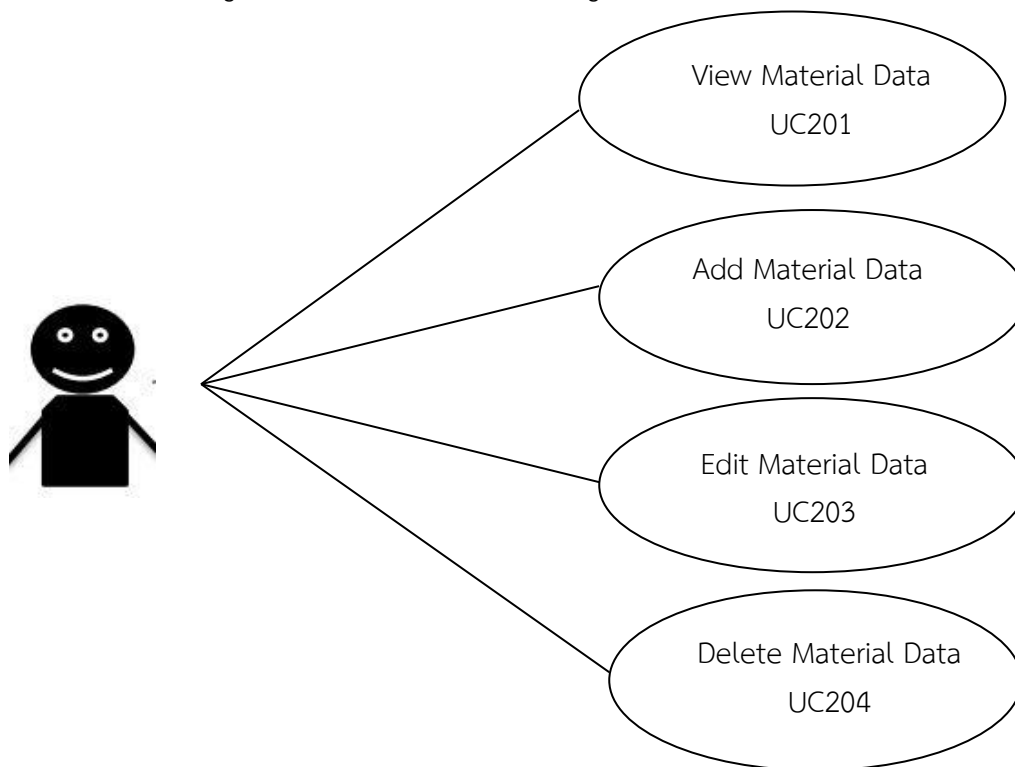 View Material Data
UC201
Add Material Data
UC202
Edit Material Data
UC203
Delete Material Data
UC204